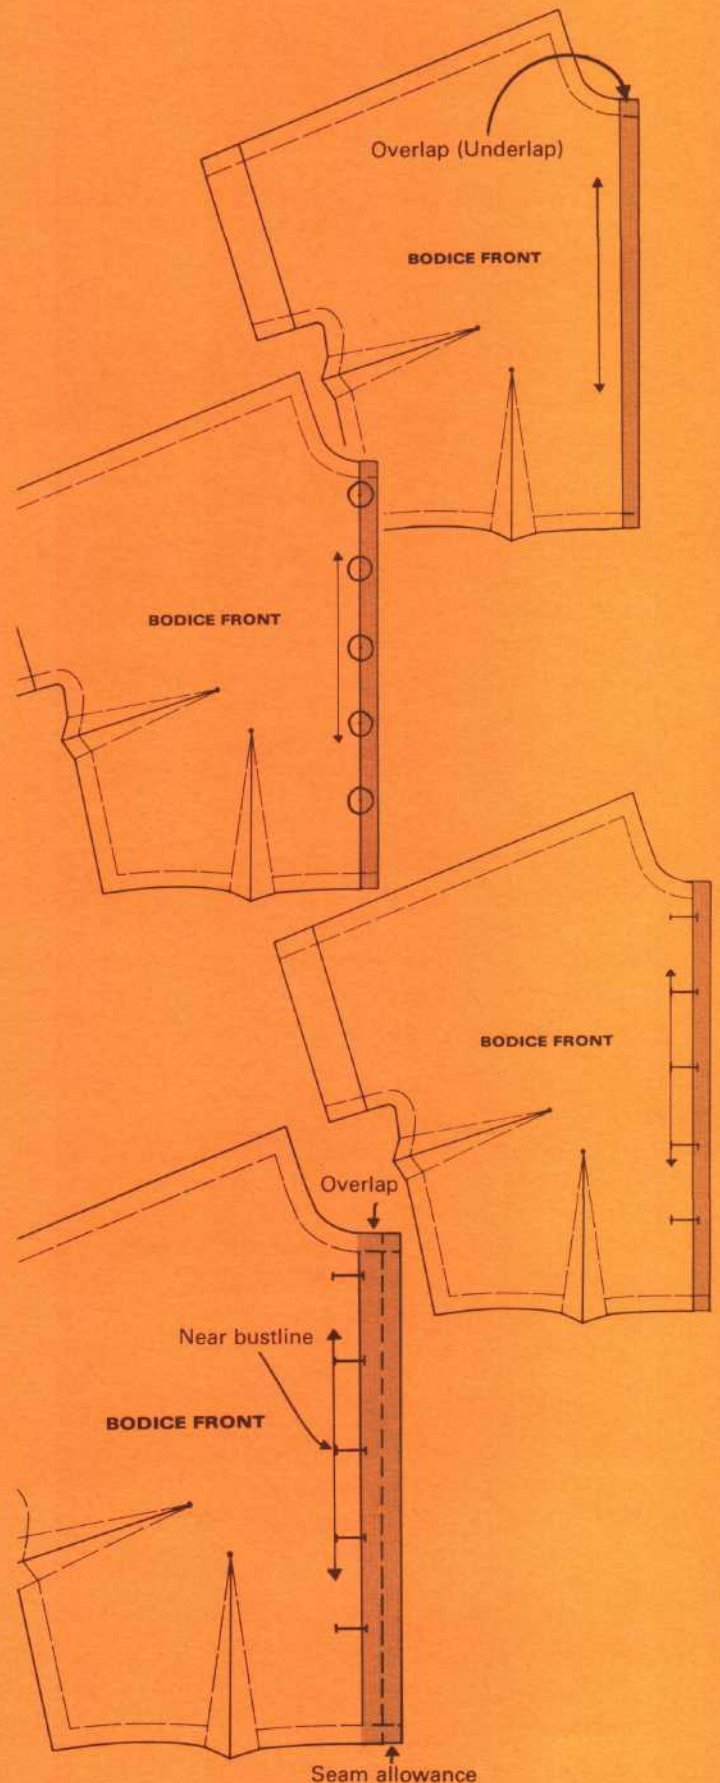 Overlap (Underlap)
BODICE FRONT
BODICE FRONT
BODICE FRONT
Overlap
Near bustline
BODICE FRONT
Seam allowance